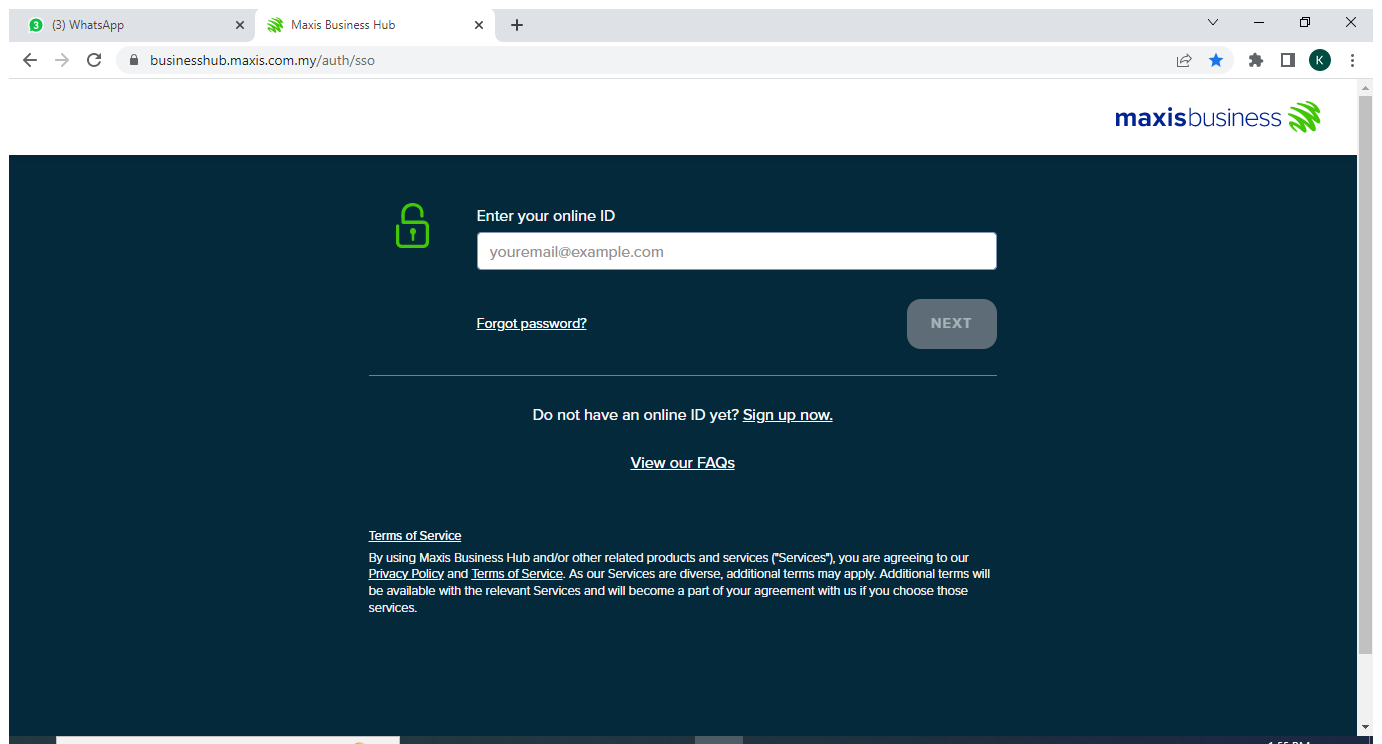 3 (3) WhatsApp
Maxis Business Hub
businesshub.maxis.com.my/auth/sso
K
maxisbusiness
Enter your online ID
youremail@example.com
Forgot password?
NEXT
Do not have an online ID yet? Sign up now.
View our FAQs
Terms of Service
By using Maxis Business Hub and/or other related products and services ("Services"), you are agreeing to our
Privacy Policy and Terms of Service. As our Services are diverse, additional terms may apply. Additional terms will
be available with the relevant Services and will become a part of your agreement with us if you choose those
services.